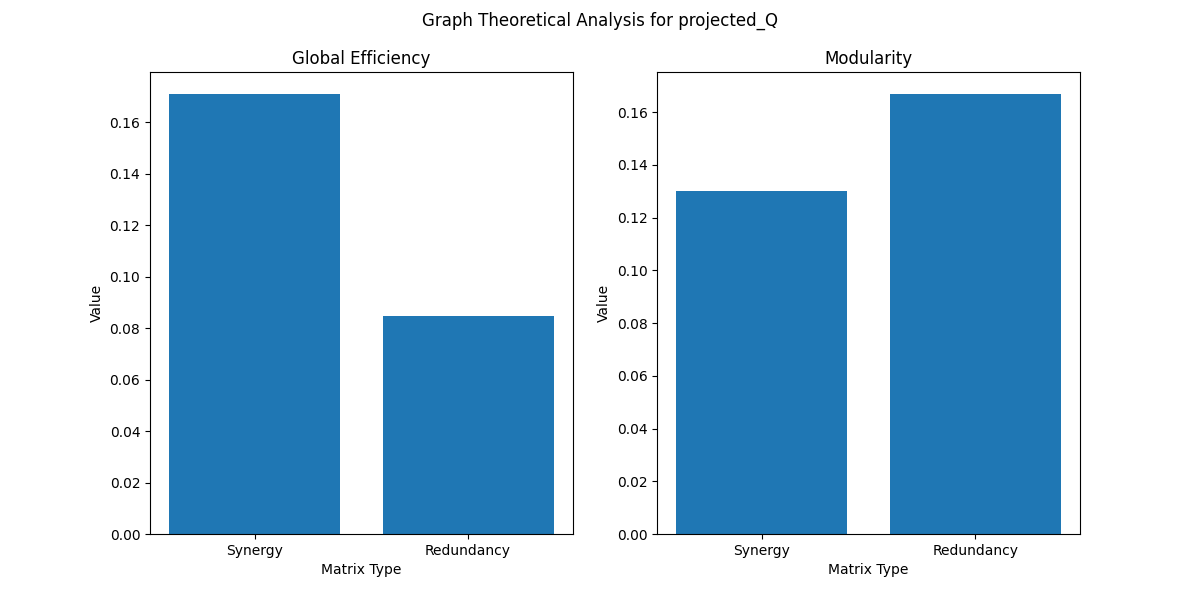 Graph Theoretical Analysis for projected_Q
Global Efficiency
Value
0.16
0.14
0.12
0.10
0.08
0.06
0.04
0.02
0.00
Synergy Redundancy
Matrix Type
Modularity
Value
0.16
0.14
0.12
0.10
0.08
0.06
0.04
0.02
0.00
Synergy Redundancy
Matrix Type